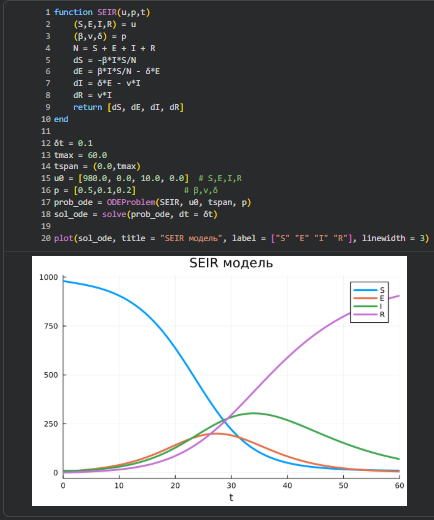 1 function SEIR(u,p,t)
2 (S,E,I,R) = u
3 (β,ν,δ) = p
4 N = S + E + I + R
5 dS = -β*I*S/N
6 dE = β*I*S/N - δ*E
7 dI = δ*E - ν*I
8 dR = ν*I
9 return [dS, dE, dI, dR]
10 end
11
12 δt = 0.1
13 tmax = 60.0
14 tspan = (0.0,tmax)
15 u0 = [980.0, 0.0, 10.0, 0.0] # S,E,I,R
16 p = [0.5,0.1,0.2] # β,ν,δ
17 prob_ode = ODEProblem(SEIR, u0, tspan, p)
18 sol_ode = solve(prob_ode, dt = δt)
19
20 plot(sol_ode, title = "SEIR модель", label = ["S" "E" "I" "R"], linewidth = 3)
SEIR модель
1000
750
500
250
0
S
E
I
R
0 10 20 30 40 50 60
t